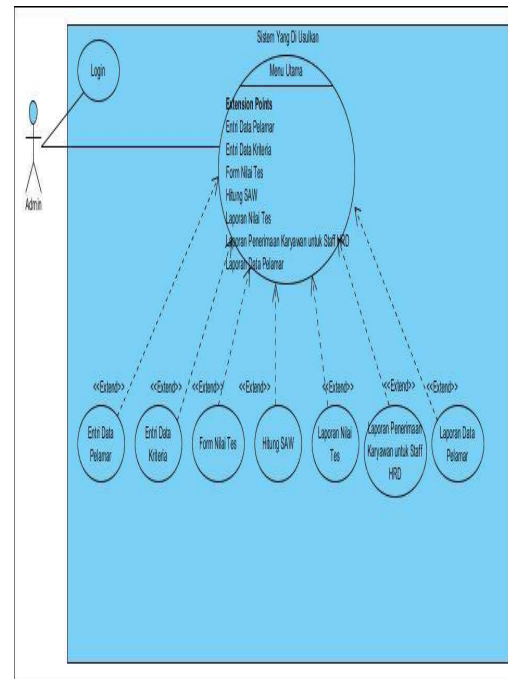 Sistem Yang Di Usulkan
Login
Menu Utama
Extension Points
Entri Data Pelamar
Entri Data Kriteria
Form Nilai Tes
Hitung SAW
Laporan Nilai Tes
Laporan Penerimaan Karyawan untuk Staff HRD
Laporan Data Pelamar
Admin
<<Extend>>
<<Extend>>
<<Extend>>
<<Extend>>
<<Extend>>
<<Extend>>
<<Extend>>
Entri Data
Pelamar
Entri Data
Kriteria
Form Nilai Tes
Hitung SAW
Laporan Nilai
Tes
Laporan Penerimaan
Karyawan untuk Staff
HRD
Laporan Data
Pelamar